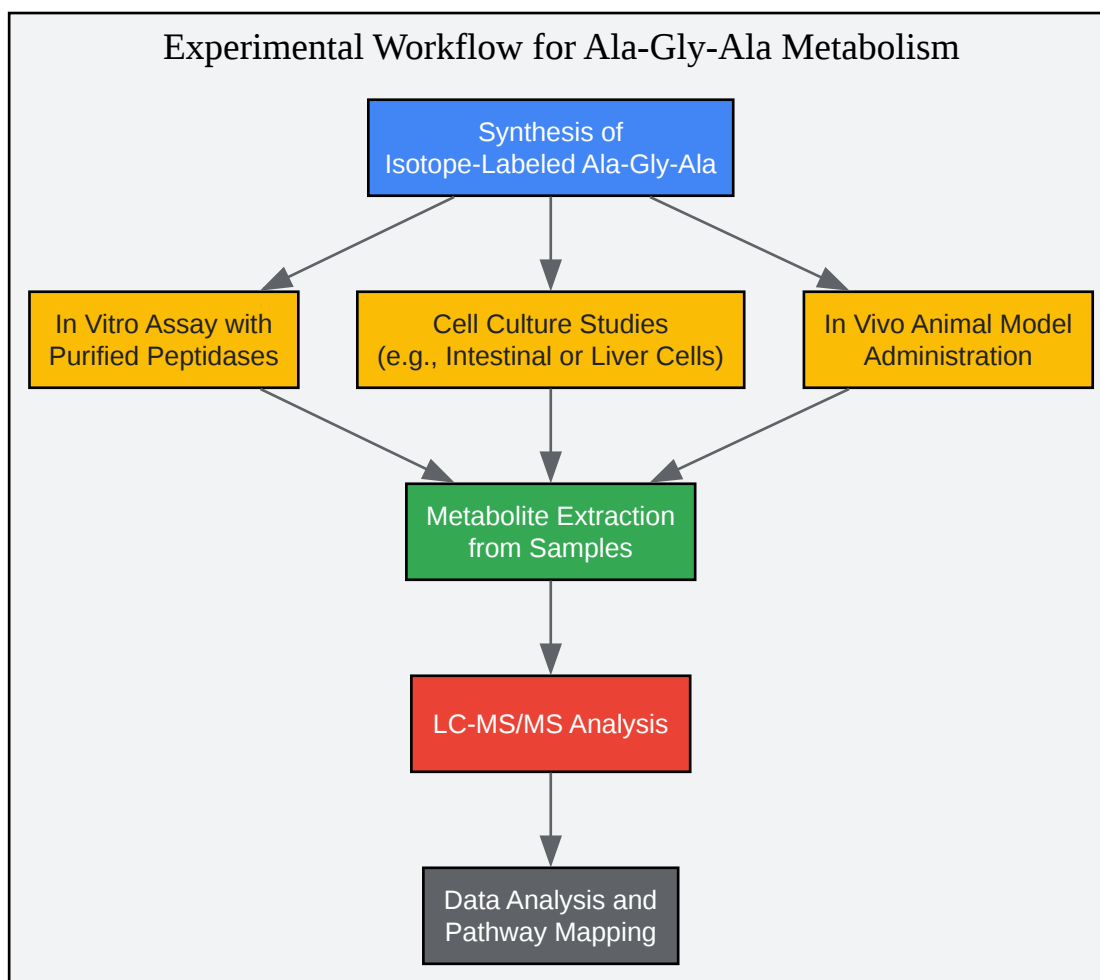 Experimental Workflow for Ala-Gly-Ala Metabolism
Synthesis of
Isotope-Labeled Ala-Gly-Ala
In Vitro Assay with
Purified Peptidases
Cell Culture Studies
(e.g., Intestinal or Liver Cells)
In Vivo Animal Model
Administration
Metabolite Extraction
from Samples
LC-MS/MS Analysis
Data Analysis and
Pathway Mapping